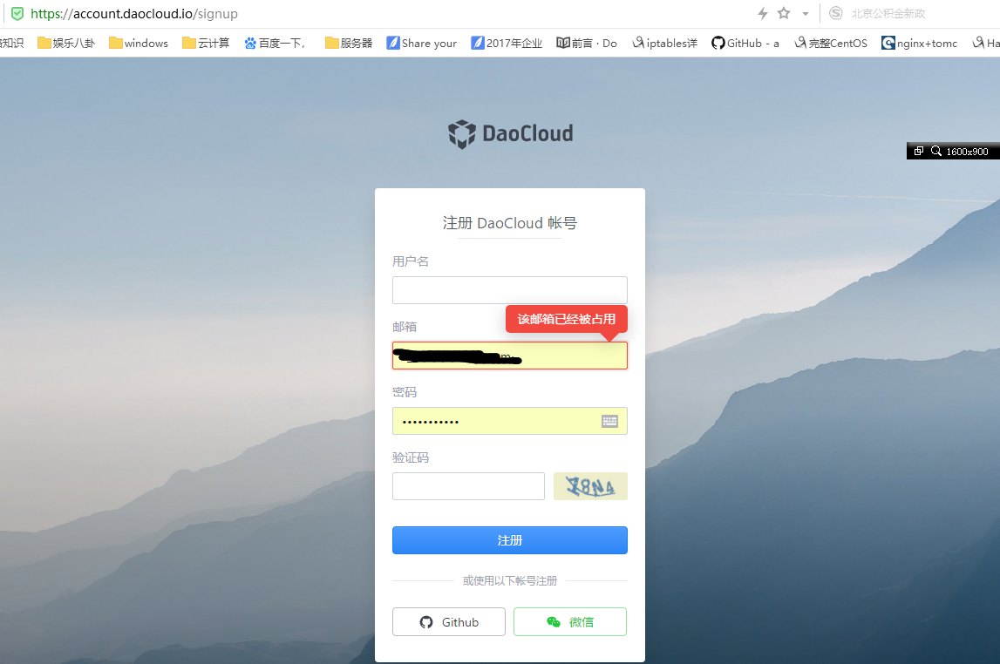 https://account.daocloud.io/signup
北京公积金新政
络知识 娱乐八卦 windows 云计算 百度一下, 服务器 Share your 2017年企业 前言 · Do iptables详 GitHub - a 完整CentOS nginx+tomc Ha
DaoCloud
1600x900
注册 DaoCloud 帐号
用户名
该邮箱已经被占用
邮箱
密码
验证码
注册
或使用以下帐号注册
Github 微信